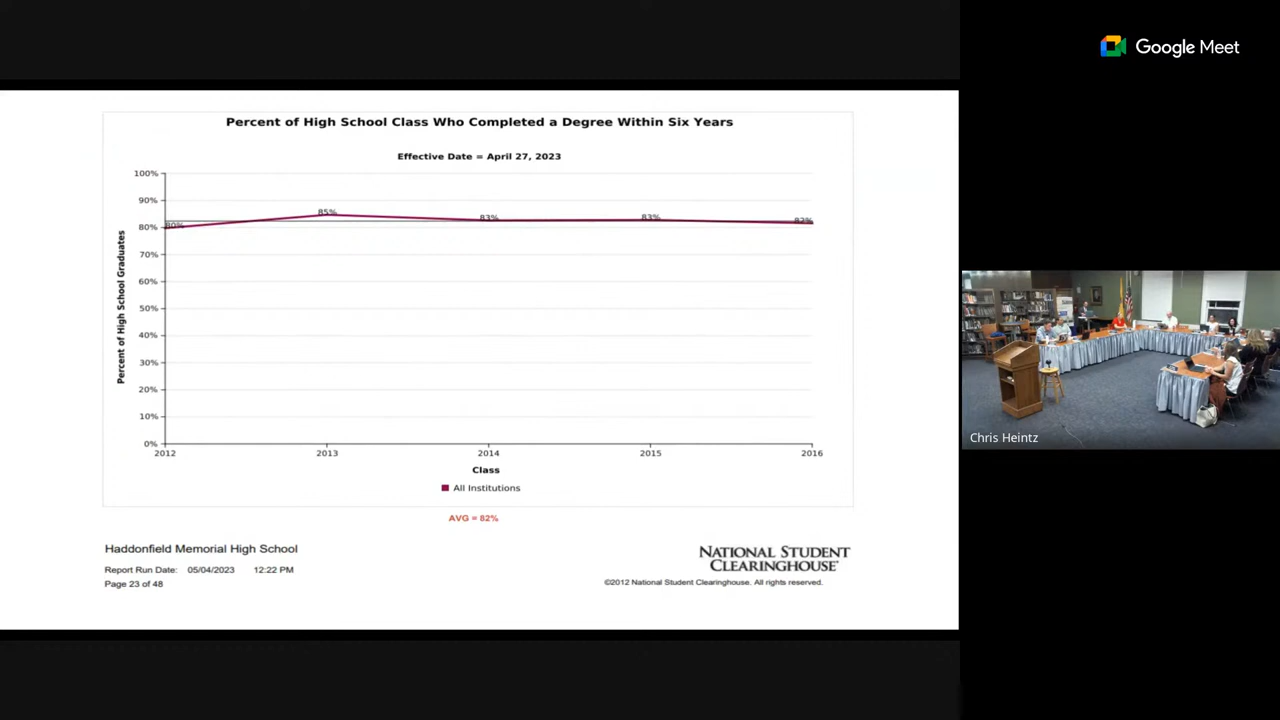 Google Meet
Percent of High School Class Who Completed a Degree Within Six Years
Effective Date = April 27, 2023
100%
90%
80%
70%
60%
50%
40%
30%
20%
10%
0%
Percent of High School Graduates
80%
85%
83%
83%
82%
2012 2013 2014 2015 2016
Class
All Institutions
AVG = 82%
Haddonfield Memorial High School
Report Run Date: 05/04/2023 12:22 PM
Page 23 of 48
NATIONAL STUDENT
CLEARINGHOUSE®
©2012 National Student Clearinghouse. All rights reserved.
Chris Heintz